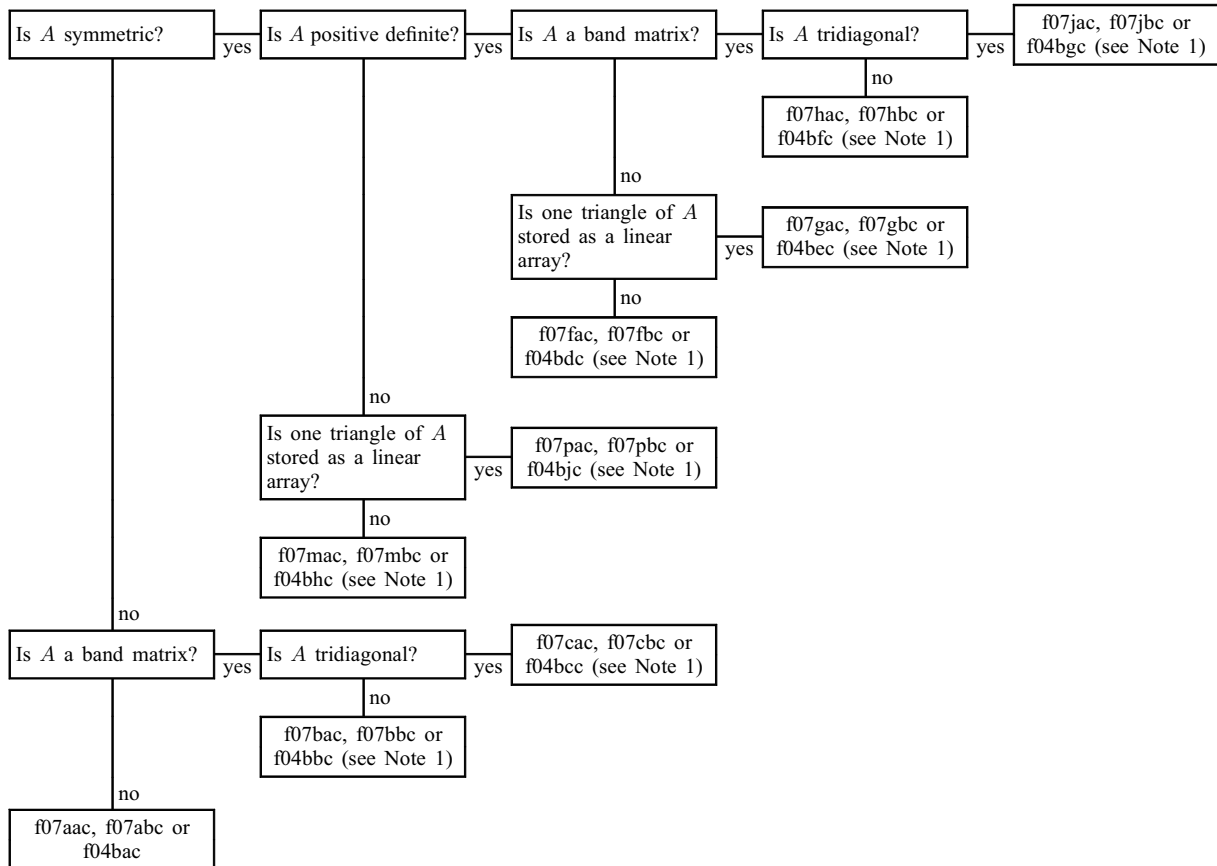 Is A symmetric?
yes
Is A positive definite?
yes
Is A a band matrix?
yes
Is A tridiagonal?
yes
f07jac, f07jbc or
f04bgc (see Note 1)
no
f07hac, f07hbc or
f04bfc (see Note 1)
no
Is one triangle of A
stored as a linear
array?
yes
f07gac, f07gbc or
f04bec (see Note 1)
no
f07fac, f07fbc or
f04bdc (see Note 1)
no
Is one triangle of A
stored as a linear
array?
yes
f07pac, f07pbc or
f04bjc (see Note 1)
no
f07mac, f07mbc or
f04bhc (see Note 1)
no
Is A a band matrix?
yes
Is A tridiagonal?
yes
f07cac, f07cbc or
f04bcc (see Note 1)
no
f07bac, f07bbc or
f04bbc (see Note 1)
no
f07aac, f07abc or
f04bac